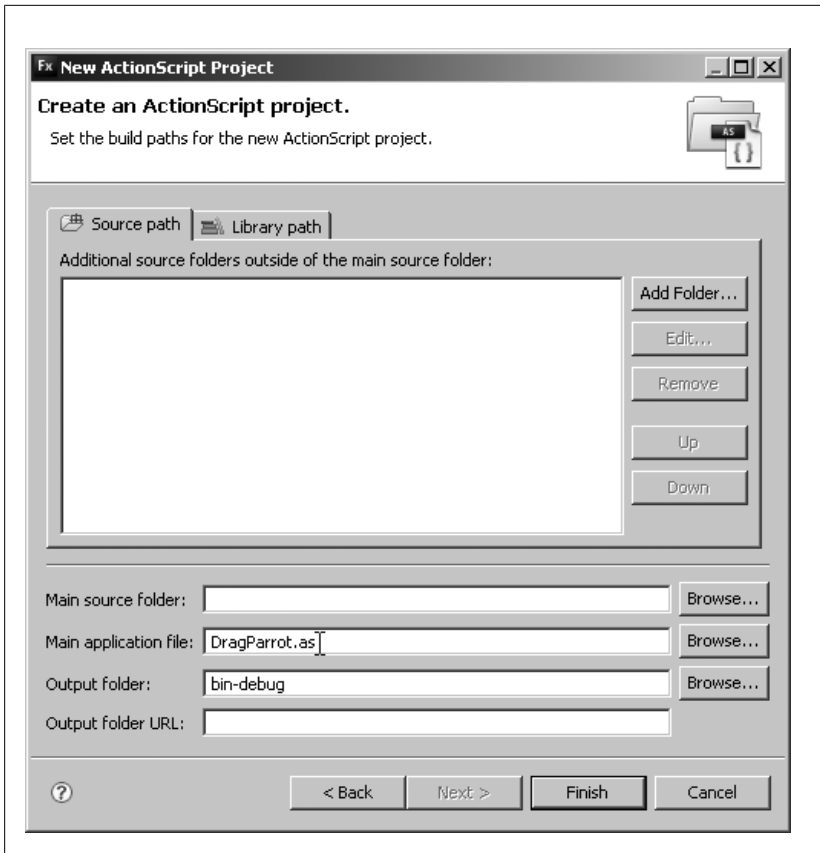 Fx New ActionScript Project
Create an ActionScript project.
Set the build paths for the new ActionScript project.
AS
{}
Source path
Library path
Additional source folders outside of the main source folder:
Add Folder...
Edit...
Remove
Up
Down
Main source folder:
Browse...
Main application file:
DragParrot.as
Browse...
Output folder:
bin-debug
Browse...
Output folder URL:
?
< Back
Next >
Finish
Cancel